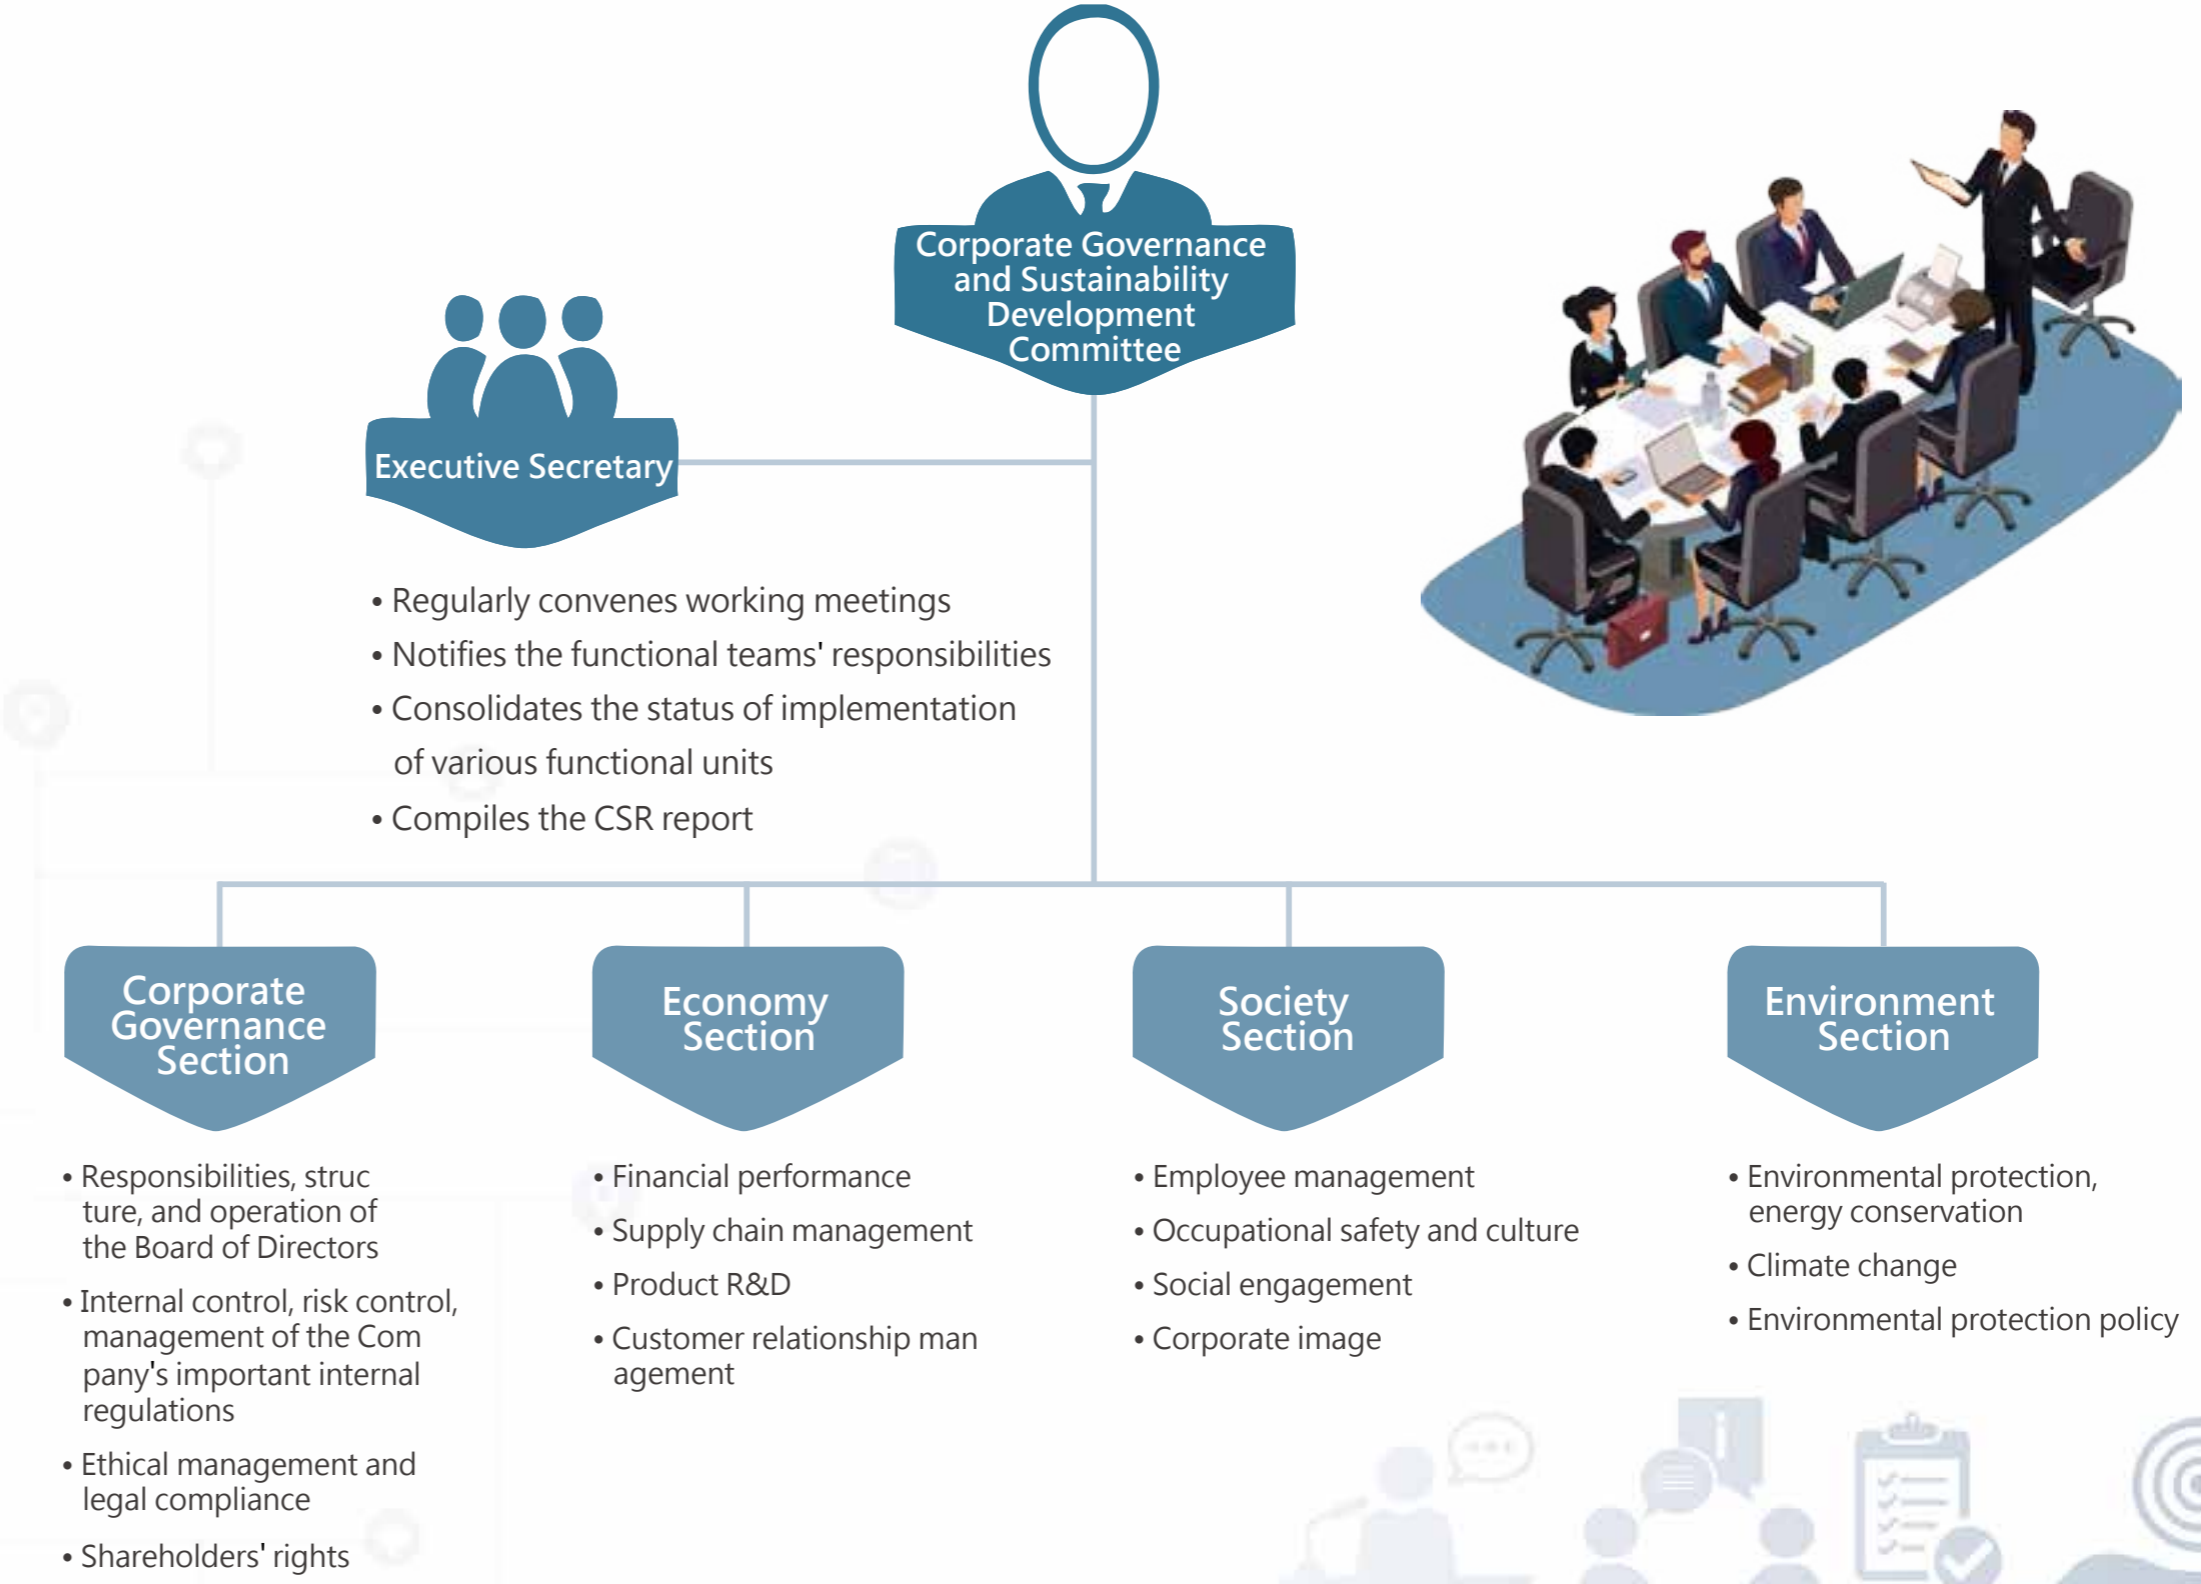 Corporate Governance
and Sustainability
Development
Committee
Executive Secretary
• Regularly convenes working meetings
• Notifies the functional teams' responsibilities
• Consolidates the status of implementation
of various functional units
• Compiles the CSR report
Corporate
Governance
Section
• Responsibilities, struc
ture, and operation of
the Board of Directors
• Internal control, risk control,
management of the Com
pany's important internal
regulations
• Ethical management and
legal compliance
• Shareholders' rights
Economy
Section
• Financial performance
• Supply chain management
• Product R&D
• Customer relationship man
agement
Society
Section
• Employee management
• Occupational safety and culture
• Social engagement
• Corporate image
Environment
Section
• Environmental protection,
energy conservation
• Climate change
• Environmental protection policy